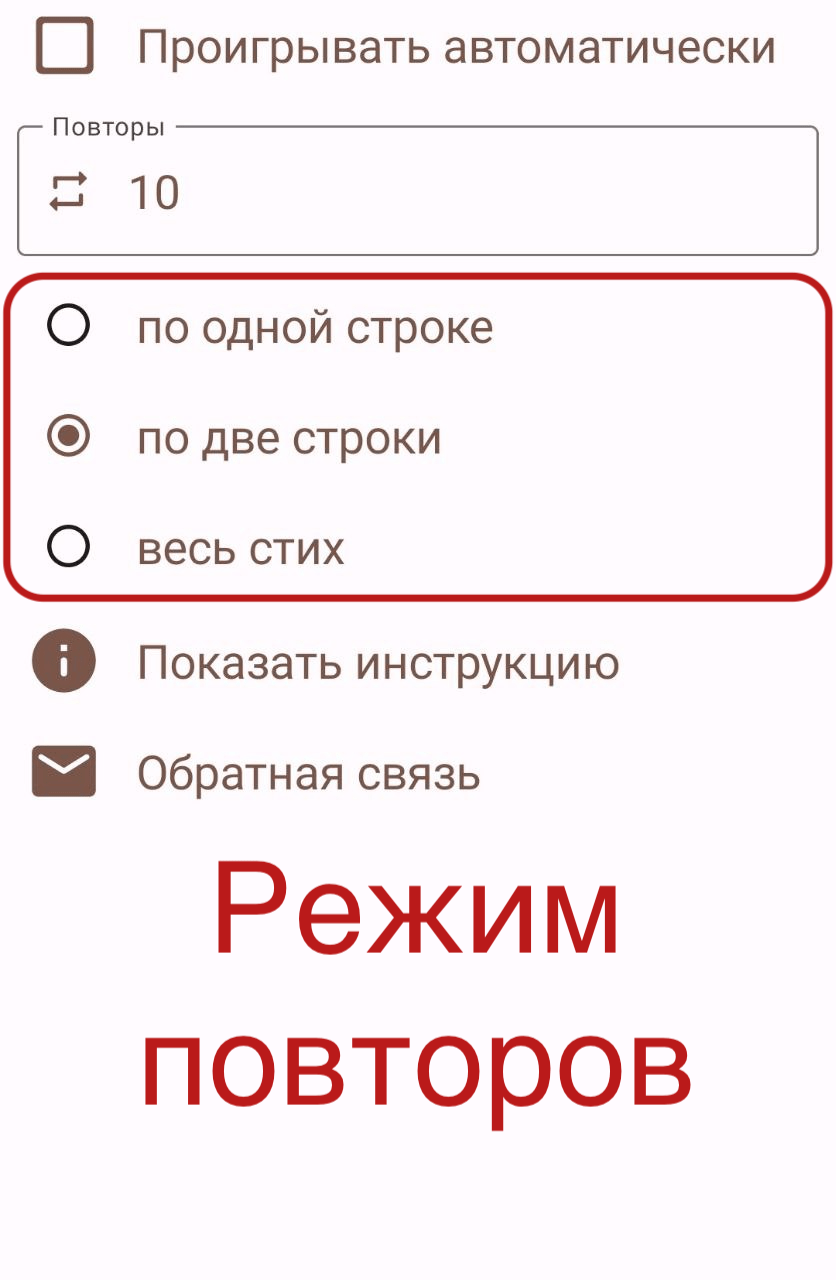 Проигрывать автоматически
Повторы
10
по одной строке
по две строки
весь стих
Показать инструкцию
Обратная связь
Режим
повторов